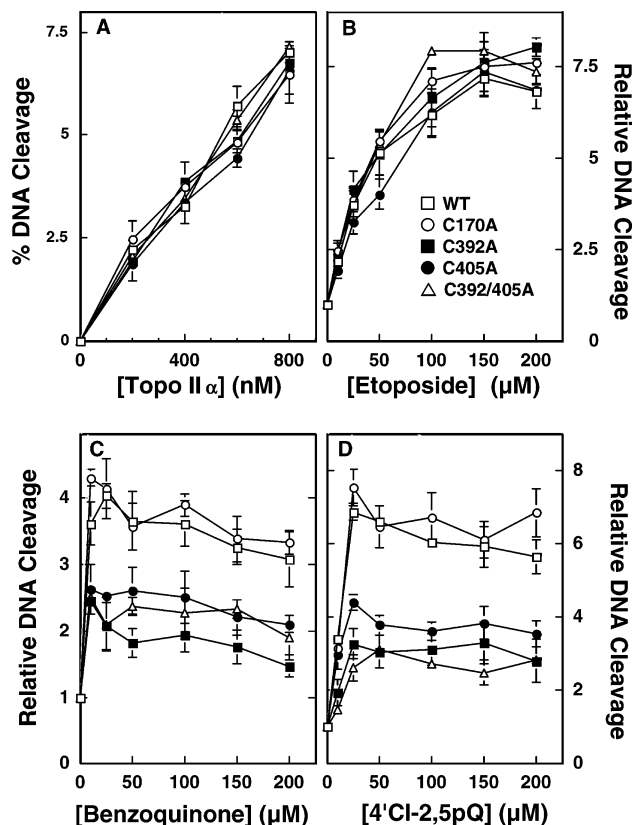 A
% DNA Cleavage
7.5
5
2.5
0
0 400 800
[Topo II α] (nM)
B
Relative DNA Cleavage
7.5
5
2.5
0
0 50 100 150 200
[Etoposide] (µM)
WT
C170A
C392A
C405A
C392/405A
C
Relative DNA Cleavage
4
3
2
1
0
0 50 100 150 200
[Benzoquinone] (µM)
D
Relative DNA Cleavage
8
6
4
2
0
0 50 100 150 200
[4'Cl-2,5pQ] (µM)